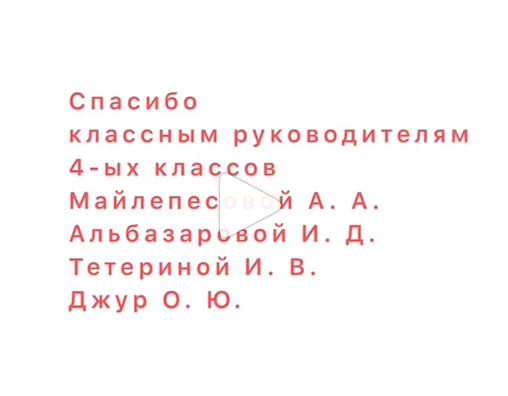 Спасибо
классным руководителям
4-ых классов
Майлепесовой А. А.
Альбазаровой И. Д.
Тетериной И. В.
Джур О. Ю.